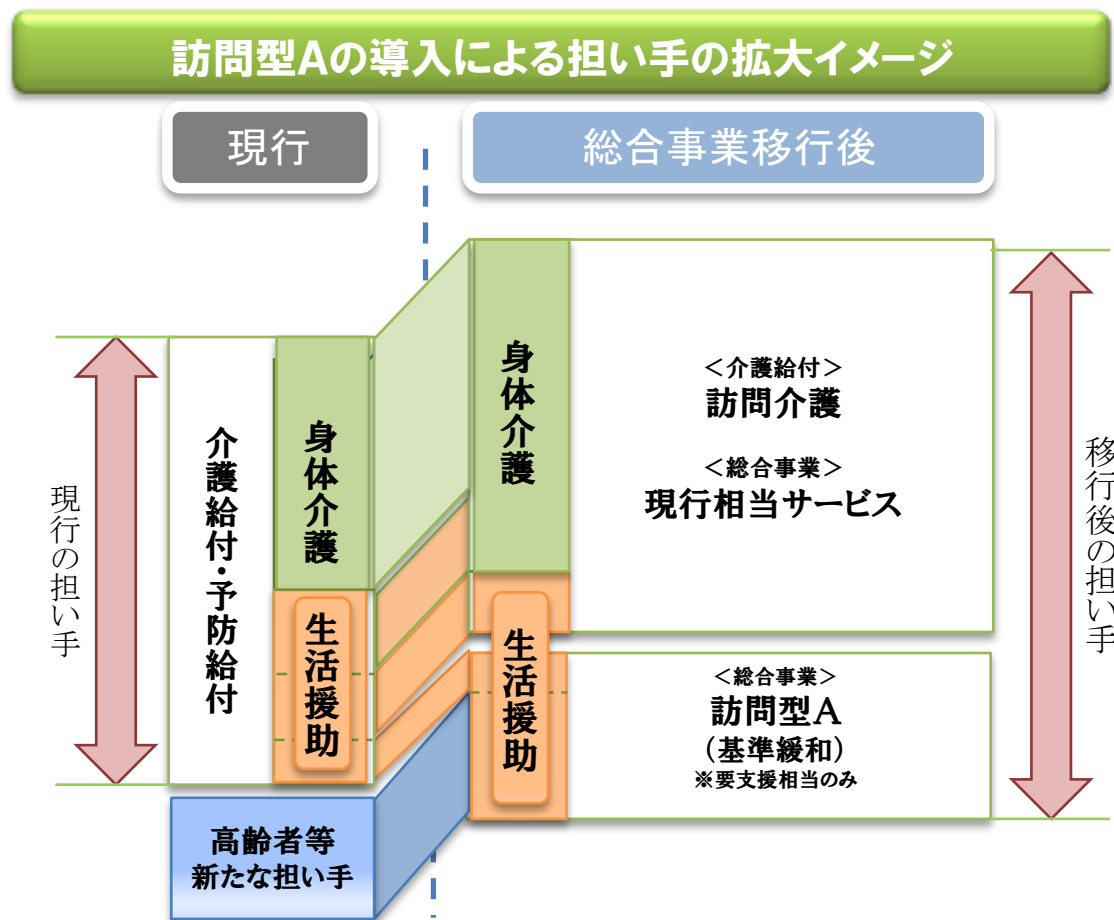 訪問型Aの導入による担い手の拡大イメージ
現行
総合事業移行後
現行の担い手
介護給付・予防給付
身体介護
生活援助
高齢者等
新たな担い手
身体介護
生活援助
<介護給付>
訪問介護
<総合事業>
現行相当サービス
<総合事業>
訪問型A
(基準緩和)
※要支援相当のみ
移行後の担い手